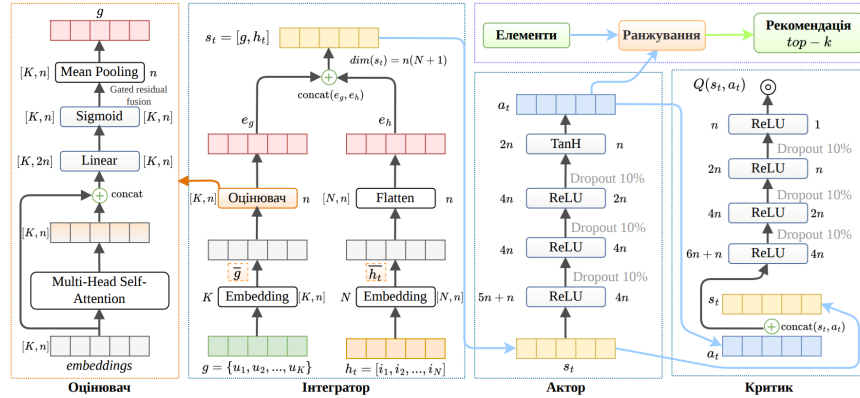 g
[K, n] Mean Pooling n
Gated residual
fusion
[K, n] Sigmoid [K, n]
[K, 2n] Linear [K, n]
concat
[K, n]
Multi-Head Self-
Attention
[K, n]
embeddings
Оцінювач
s_t = [g, h_t]
dim(s_t) = n(N + 1)
concat(e_g, e_h)
e_g e_h
[K, n] Оцінювач n
[N, n] Flatten n
g̅ h̅_t
K Embedding [K, n]
N Embedding [N, n]
g = {u_1, u_2, ..., u_K} h_t = [i_1, i_2, ..., i_N]
Інтегратор
Елементи Ранжування Рекомендація
top − k
a_t
2n TanH n
Dropout 10%
4n ReLU 2n
4n ReLU 4n
Dropout 10%
5n + n ReLU 4n
s_t
Актор
Q(s_t, a_t)
n ReLU 1
Dropout 10%
2n ReLU n
Dropout 10%
4n ReLU 2n
Dropout 10%
6n + n ReLU 4n
s_t
concat(s_t, a_t)
a_t
Критик